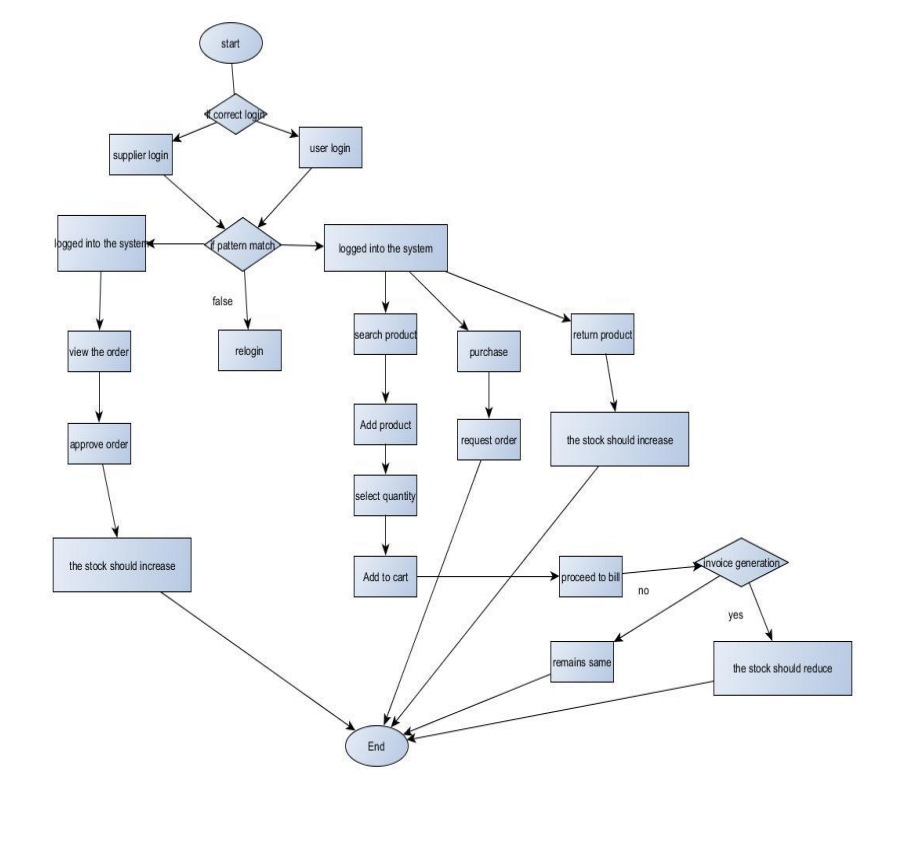 start
if correct login
supplier login
user login
logged into the system
if pattern match
logged into the system
false
relogin
search product
purchase
return product
view the order
Add product
request order
the stock should increase
approve order
select quantity
the stock should increase
Add to cart
proceed to bill
invoice generation
no
yes
remains same
the stock should reduce
End